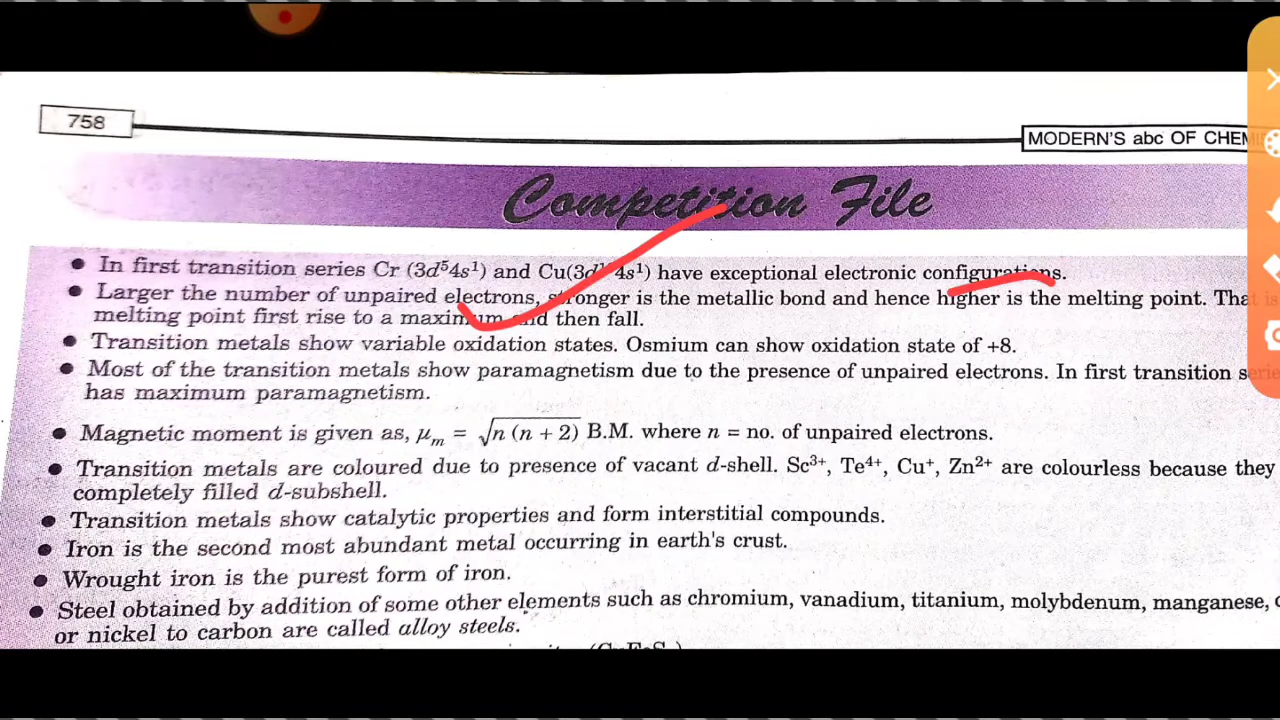 758
MODERN'S abc OF CHEM
Competition File
• In first transition series Cr (3d⁵4s¹) and Cu(3d¹⁰4s¹) have exceptional electronic configurations.
• Larger the number of unpaired electrons, stronger is the metallic bond and hence higher is the melting point. That is
melting point first rise to a maximum and then fall.
• Transition metals show variable oxidation states. Osmium can show oxidation state of +8.
• Most of the transition metals show paramagnetism due to the presence of unpaired electrons. In first transition serie
has maximum paramagnetism.
• Magnetic moment is given as, μₘ = √n (n + 2) B.M. where n = no. of unpaired electrons.
• Transition metals are coloured due to presence of vacant d-shell. Sc³⁺, Te⁴⁺, Cu⁺, Zn²⁺ are colourless because they
completely filled d-subshell.
• Transition metals show catalytic properties and form interstitial compounds.
• Iron is the second most abundant metal occurring in earth's crust.
• Wrought iron is the purest form of iron.
• Steel obtained by addition of some other elements such as chromium, vanadium, titanium, molybdenum, manganese,
or nickel to carbon are called alloy steels.